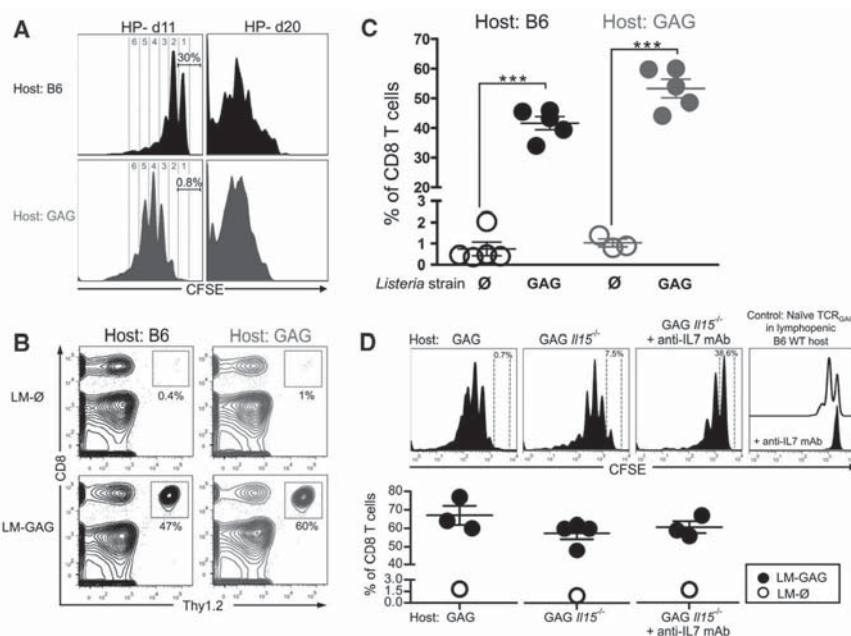 A
HP- d11
HP- d20
Host: B6
6 5 4 3 2 1
30%
Host: GAG
6 5 4 3 2 1
0.8%
CFSE
B
Host: B6
Host: GAG
LM-Ø
0.4%
1%
LM-GAG
47%
60%
CD8
Thy1.2
C
Host: B6
Host: GAG
***
***
% of CD8 T cells
70
60
50
40
30
20
10
3
2
1
0
Listeria strain
Ø
GAG
Ø
GAG
D
Host:
GAG
GAG Il15-/-
GAG Il15-/-
+ anti-IL7 mAb
Control: Naïve TCRGAG
in lymphopenic
B6 WT host
0.7%
7.5%
38.6%
+ anti-IL7 mAb
CFSE
% of CD8 T cells
80
70
60
50
40
30
3.0
1.5
0.0
Host: GAG
GAG Il15-/-
GAG Il15-/-
+ anti-IL7 mAb
LM-GAG
LM-Ø